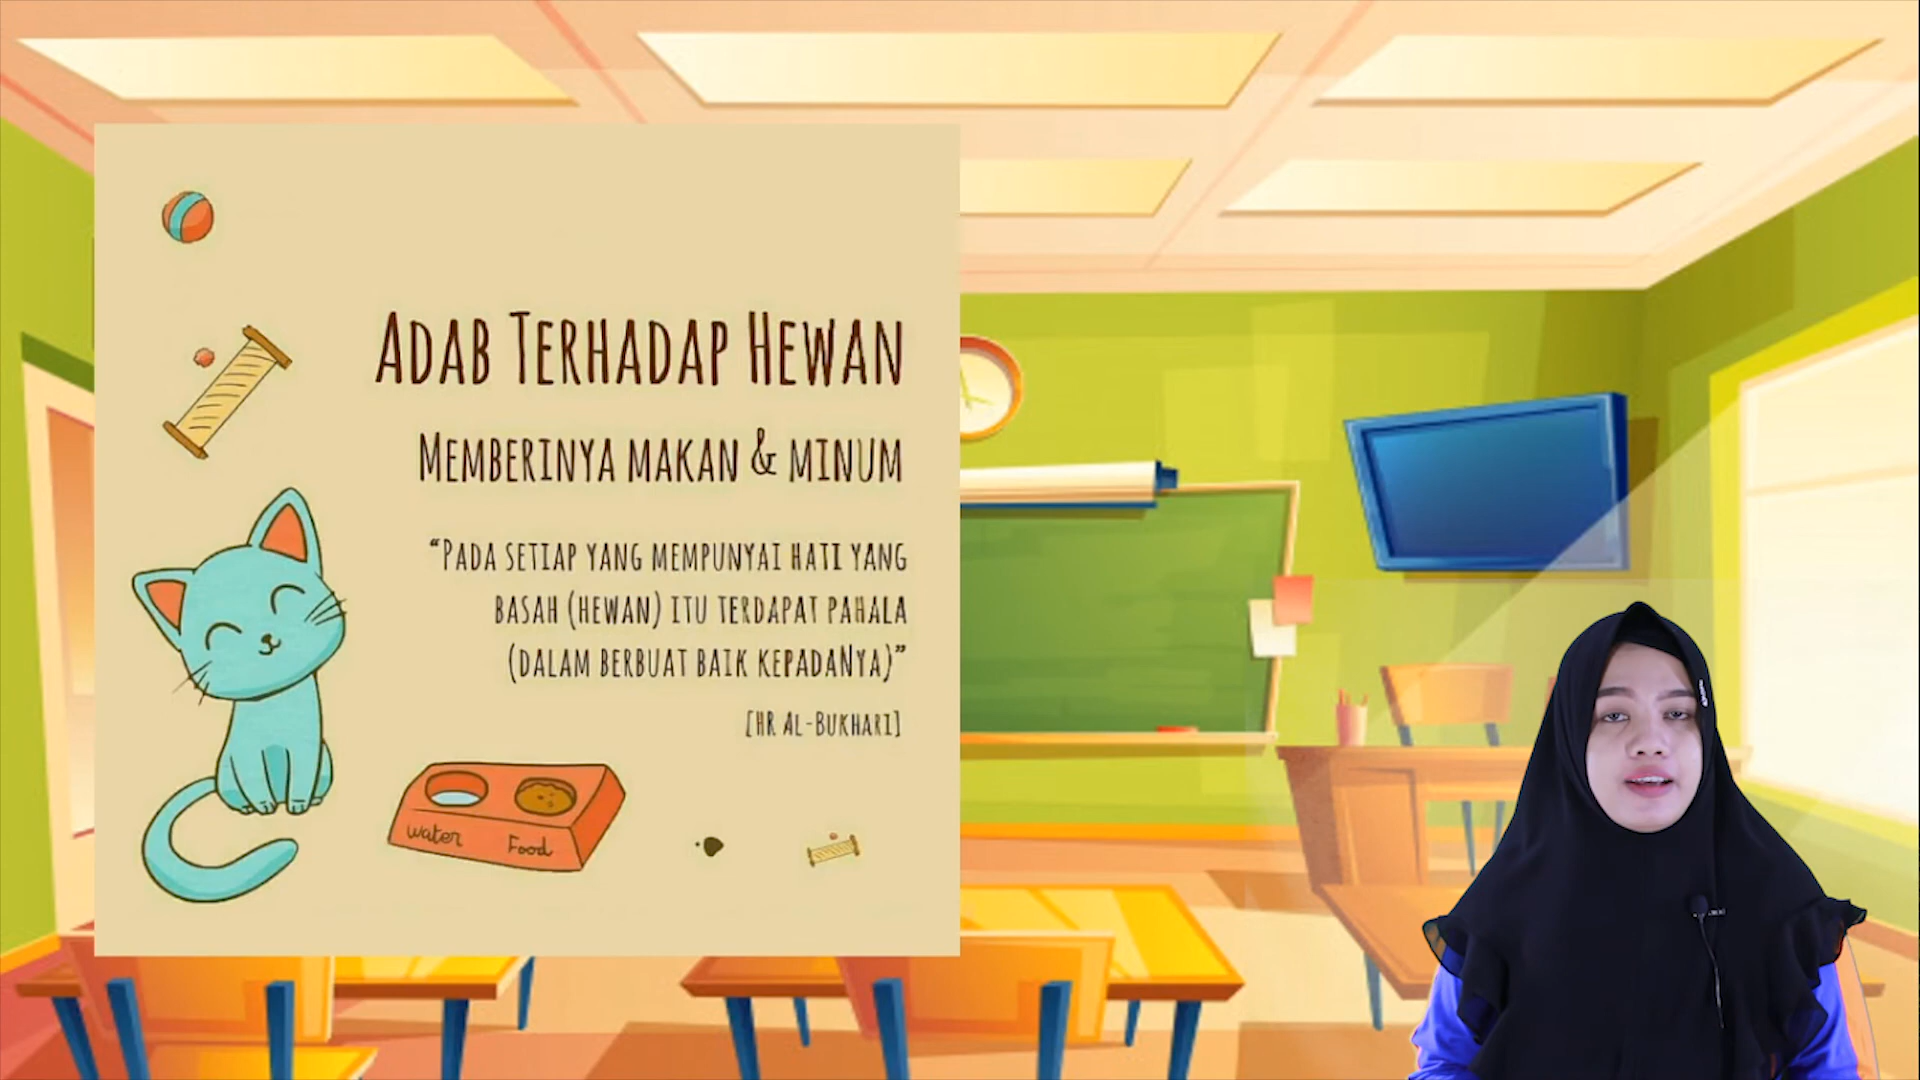 ADAB TERHADAP HEWAN
MEMBERINYA MAKAN & MINUM
“PADA SETIAP YANG MEMPUNYAI HATI YANG
BASAH (HEWAN) ITU TERDAPAT PAHALA
(DALAM BERBUAT BAIK KEPADANYA)”
[HR AL-BUKHARI]
water Food